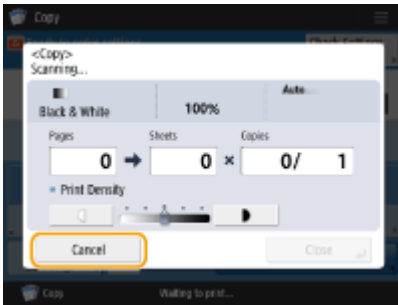 Copy
<Copy>
Scanning...
Black & White
100%
Auto
Pages
Sheets
Copies
0
0
×
0/ 1
Print Density
Cancel
Close
Copy
Waiting to print...